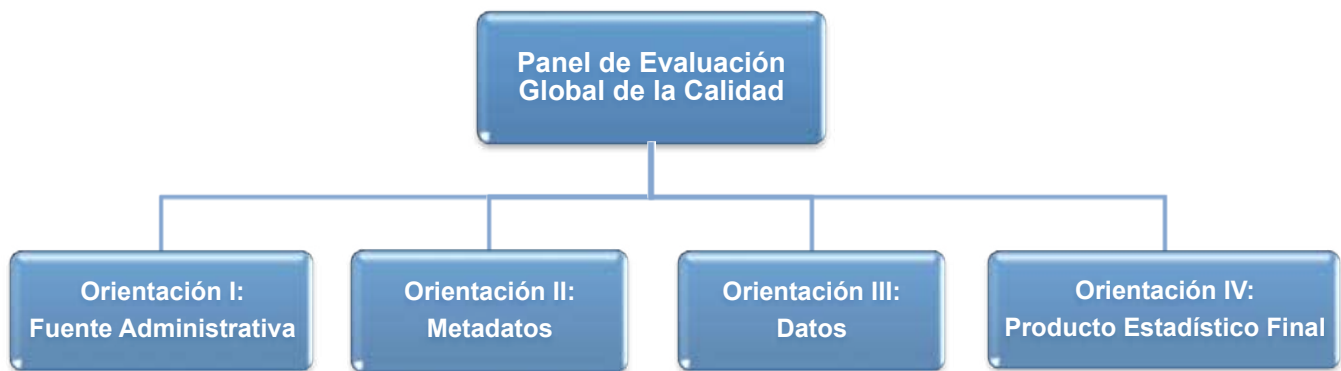 Panel de Evaluación
Global de la Calidad
Orientación I:
Fuente Administrativa
Orientación II:
Metadatos
Orientación III:
Datos
Orientación IV:
Producto Estadístico Final